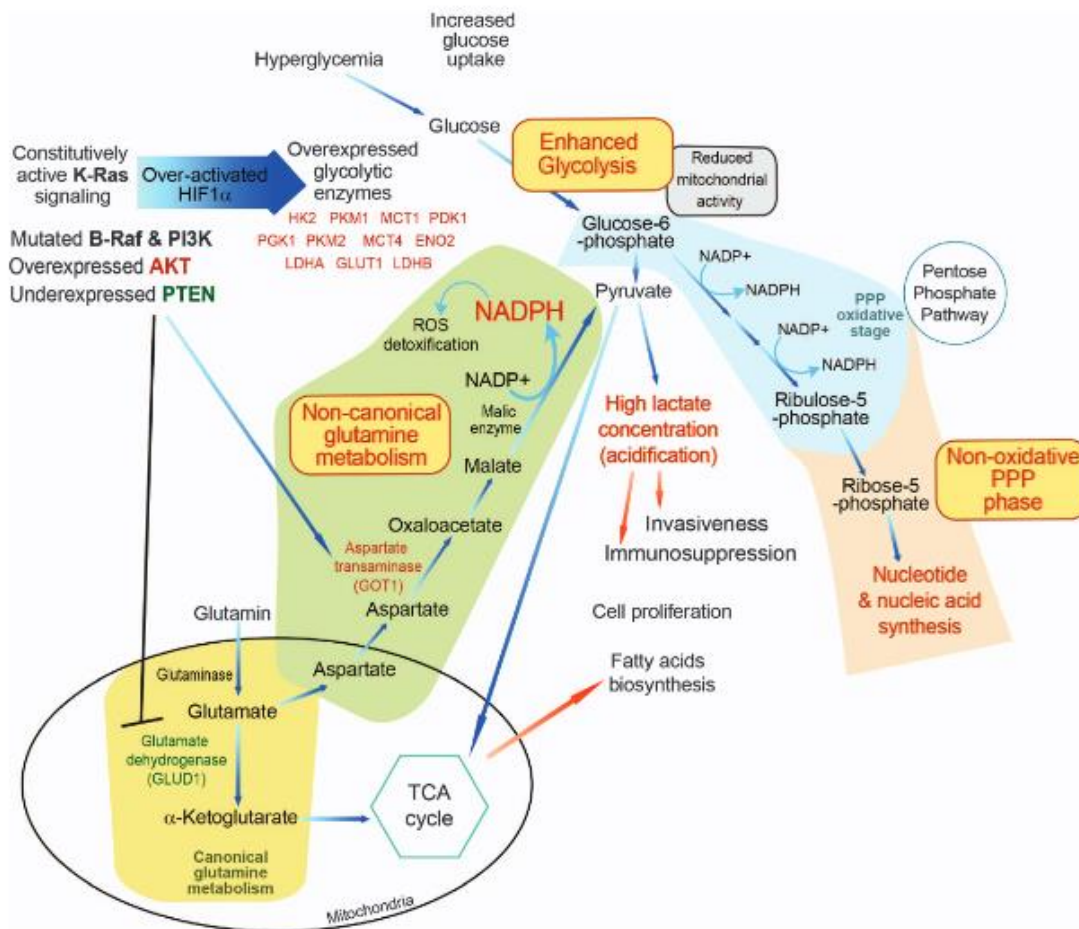 Increased
glucose
uptake
Hyperglycemia
Glucose
Enhanced
Glycolysis
Reduced
mitochondrial
activity
Constitutively
active K-Ras
signaling
Over-activated
HIF1α
Overexpressed
glycolytic
enzymes
HK2 PKM1 MCT1 PDK1
PGK1 PKM2 MCT4 ENO2
LDHA GLUT1 LDHB
Mutated B-Raf & PI3K
Overexpressed AKT
Underexpressed PTEN
Glucose-6
-phosphate
Pyruvate
NADP+
NADPH
PPP
oxidative
stage
NADP+
NADPH
Pentose
Phosphate
Pathway
Ribulose-5
-phosphate
Ribose-5
-phosphate
Non-oxidative
PPP
phase
Nucleotide
& nucleic acid
synthesis
NADPH
ROS
detoxification
NADP+
Malic
enzyme
Non-canonical
glutamine
metabolism
Malate
Oxaloacetate
Aspartate
transaminase
(GOT1)
Aspartate
High lactate
concentration
(acidification)
Invasiveness
Immunosuppression
Cell proliferation
Fatty acids
biosynthesis
Glutamin
Glutaminase
Aspartate
Glutamate
Glutamate
dehydrogenase
(GLUD1)
α-Ketoglutarate
TCA
cycle
Canonical
glutamine
metabolism
Mitochondria